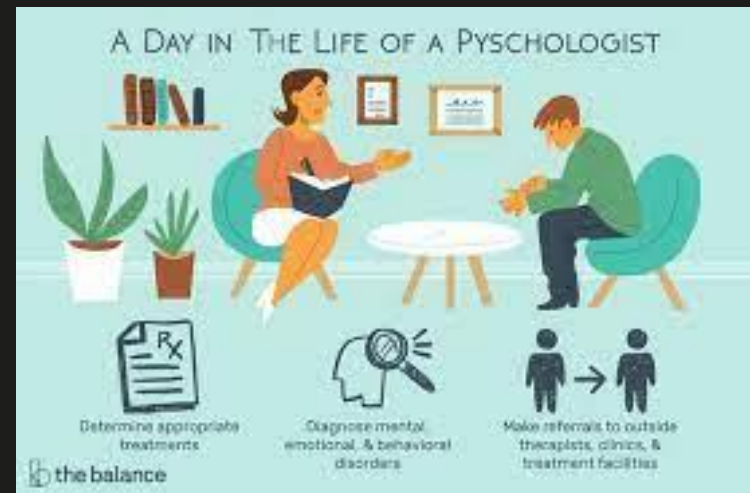 A DAY IN THE LIFE OF A PYSCHOLOGIST
Rx
Determine appropriate
treatments
Diagnose mental,
emotional, & behavioral
disorders
Make referrals to outside
therapists, clinics, &
treatment facilities
the balance